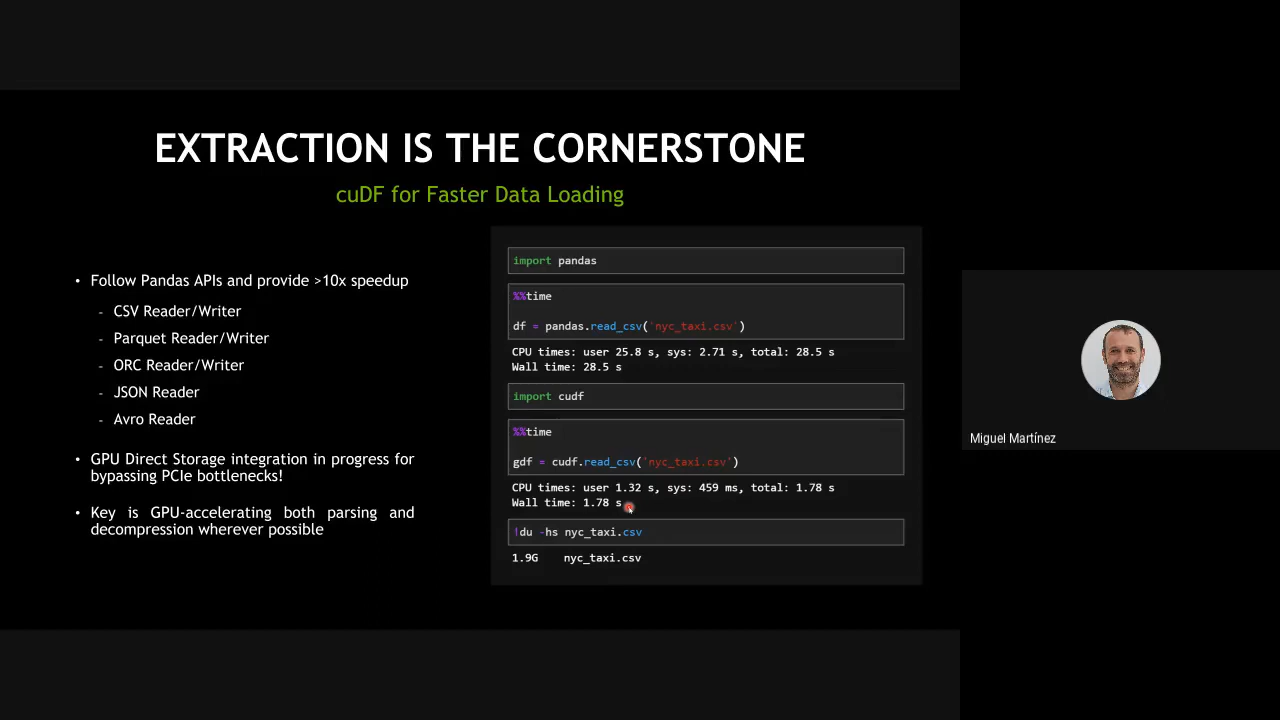 EXTRACTION IS THE CORNERSTONE
cuDF for Faster Data Loading
• Follow Pandas APIs and provide >10x speedup
- CSV Reader/Writer
- Parquet Reader/Writer
- ORC Reader/Writer
- JSON Reader
- Avro Reader
• GPU Direct Storage integration in progress for
bypassing PCIe bottlenecks!
• Key is GPU-accelerating both parsing and
decompression wherever possible
import pandas
%%time
df = pandas.read_csv('nyc_taxi.csv')
CPU times: user 25.8 s, sys: 2.71 s, total: 28.5 s
Wall time: 28.5 s
import cudf
%%time
gdf = cudf.read_csv('nyc_taxi.csv')
CPU times: user 1.32 s, sys: 459 ms, total: 1.78 s
Wall time: 1.78 s
!du -hs nyc_taxi.csv
1.9G nyc_taxi.csv
Miguel Martínez